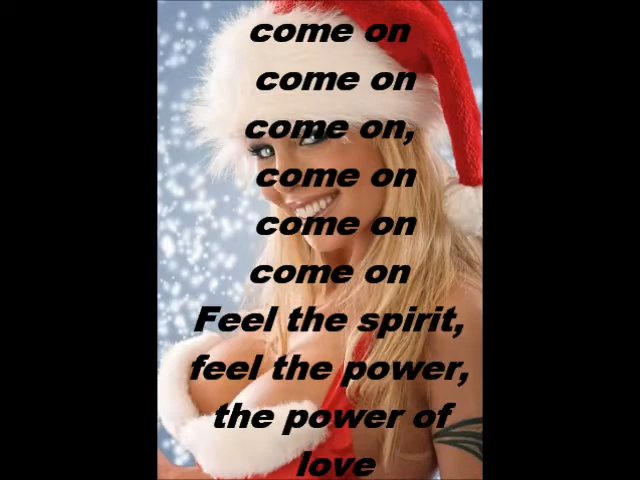 come on
come on
come on,
come on
come on
come on
Feel the spirit,
feel the power,
the power of
love